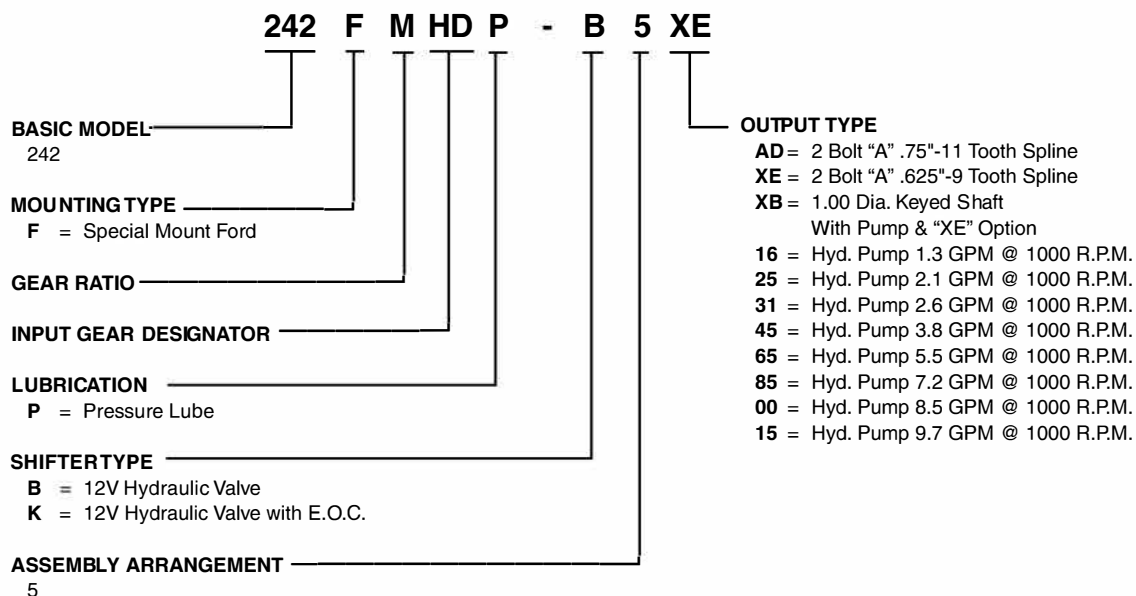 242 F M HD P - B 5 XE
BASIC MODEL
242
MOUNTING TYPE
F = Special Mount Ford
GEAR RATIO
INPUT GEAR DESIGNATOR
LUBRICATION
P = Pressure Lube
SHIFTER TYPE
B = 12V Hydraulic Valve
K = 12V Hydraulic Valve with E.O.C.
ASSEMBLY ARRANGEMENT
5
OUTPUT TYPE
AD = 2 Bolt “A” .75"-11 Tooth Spline
XE = 2 Bolt “A” .625"-9 Tooth Spline
XB = 1.00 Dia. Keyed Shaft
With Pump & “XE” Option
16 = Hyd. Pump 1.3 GPM @ 1000 R.P.M.
25 = Hyd. Pump 2.1 GPM @ 1000 R.P.M.
31 = Hyd. Pump 2.6 GPM @ 1000 R.P.M.
45 = Hyd. Pump 3.8 GPM @ 1000 R.P.M.
65 = Hyd. Pump 5.5 GPM @ 1000 R.P.M.
85 = Hyd. Pump 7.2 GPM @ 1000 R.P.M.
00 = Hyd. Pump 8.5 GPM @ 1000 R.P.M.
15 = Hyd. Pump 9.7 GPM @ 1000 R.P.M.